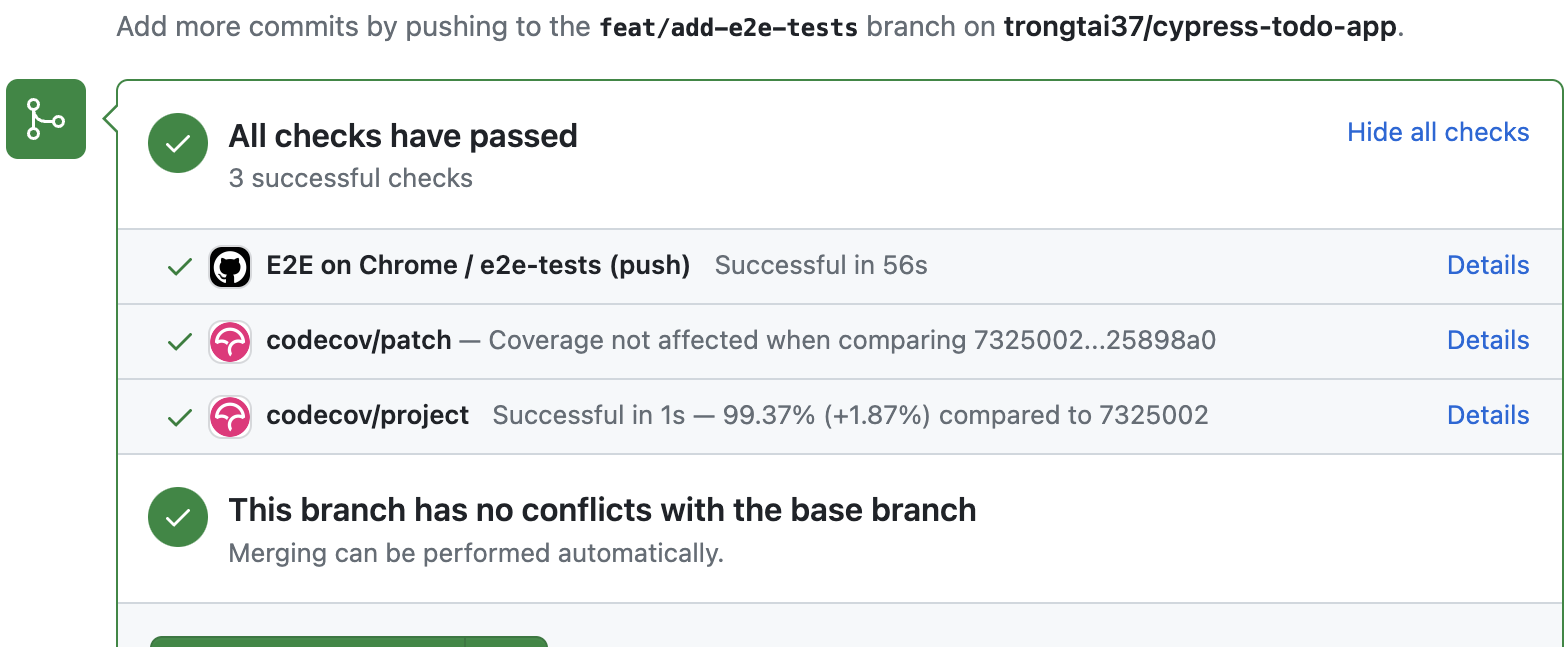 Add more commits by pushing to the feat/add-e2e-tests branch on trongtai37/cypress-todo-app.
All checks have passed
Hide all checks
3 successful checks
E2E on Chrome / e2e-tests (push) Successful in 56s Details
codecov/patch — Coverage not affected when comparing 7325002...25898a0 Details
codecov/project Successful in 1s — 99.37% (+1.87%) compared to 7325002 Details
This branch has no conflicts with the base branch
Merging can be performed automatically.